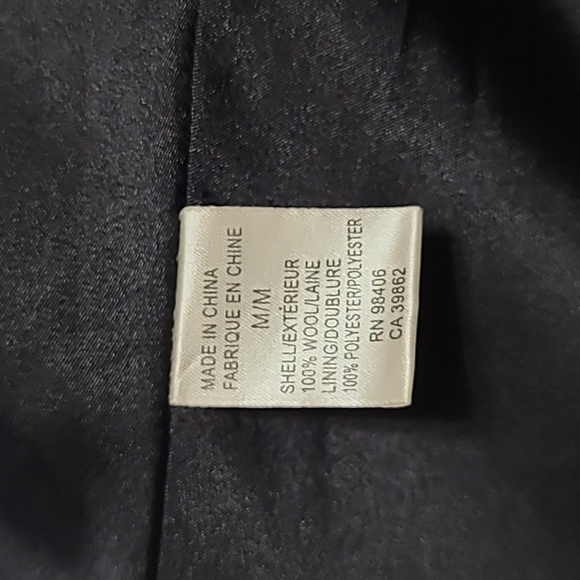 MADE IN CHINA
FABRIQUE EN CHINE
M/M
SHELL/EXTÉRIEUR
100% WOOL/LAINE
LINING/DOUBLURE
100% POLYESTER/POLYESTER
RN 98406
CA 39862